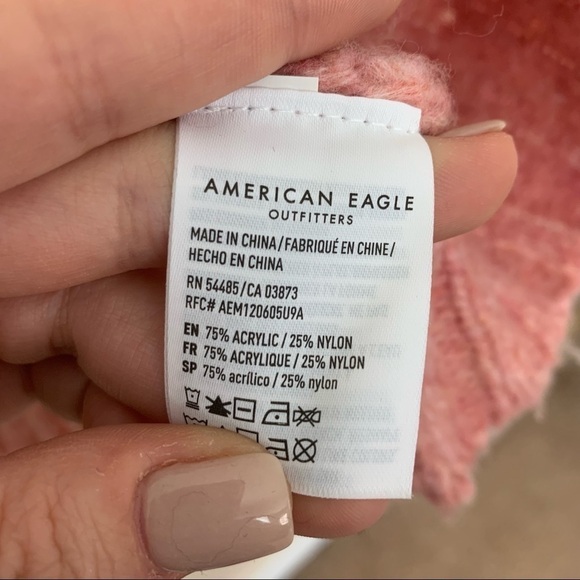 AMERICAN EAGLE
OUTFITTERS
MADE IN CHINA/FABRIQUÉ EN CHINE/
HECHO EN CHINA
RN 54485/CA 03873
RFC# AEM120605U9A
EN 75% ACRYLIC / 25% NYLON
FR 75% ACRYLIQUE / 25% NYLON
SP 75% acrílico / 25% nylon